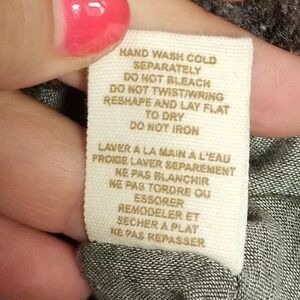 HAND WASH COLD
SEPARATELY
DO NOT BLEACH
DO NOT TWIST/WRING
RESHAPE AND LAY FLAT
TO DRY
DO NOT IRON
LAVER A LA MAIN A L'EAU
FROIDE LAVER SEPAREMENT
NE PAS BLANCHIR
NE PAS TORDRE OU
ESSORER
REMODELER ET
SECHER A PLAT
NE PAS REPASSER